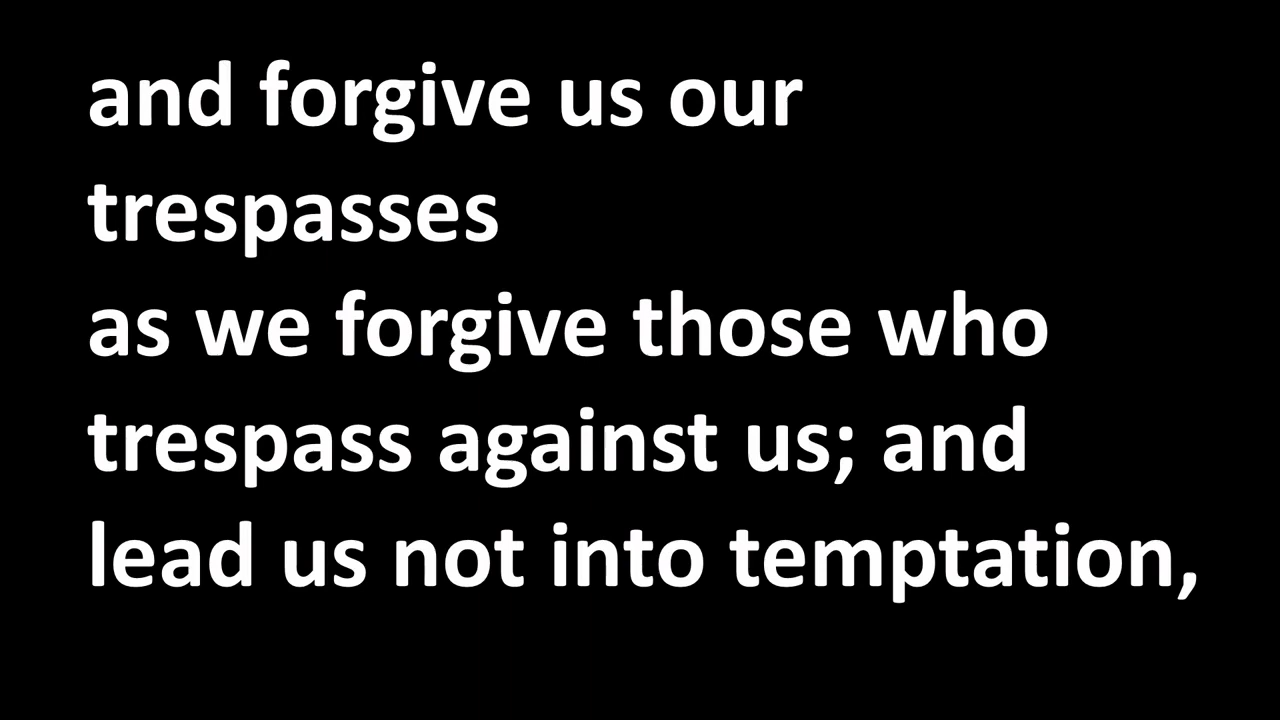 and forgive us our
trespasses
as we forgive those who
trespass against us; and
lead us not into temptation,